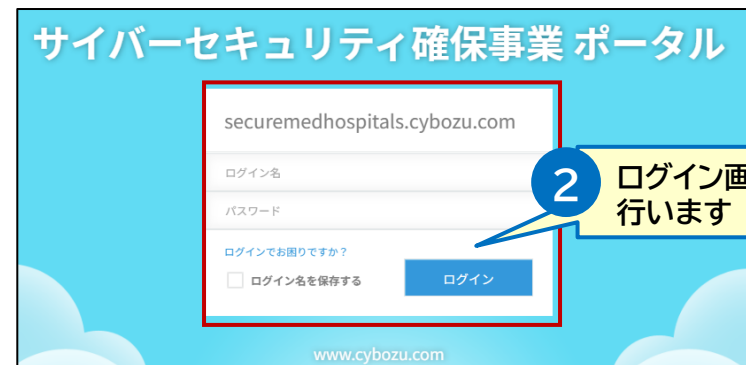 サイバーセキュリティ確保事業 ポータル
securemedhospitals.cybozu.com
ログイン名
パスワード
2
ログイン画
行います
ログインでお困りですか？
ログイン名を保存する
ログイン
www.cybozu.com